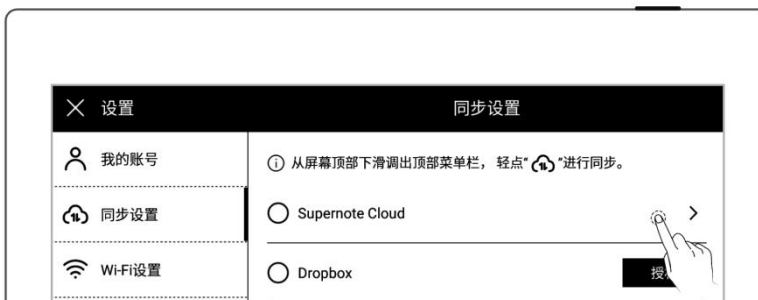 设置
同步设置
我的账号
从屏幕顶部下滑调出顶部菜单栏， 轻点“ ”进行同步。
同步设置
Supernote Cloud
Wi-Fi设置
Dropbox